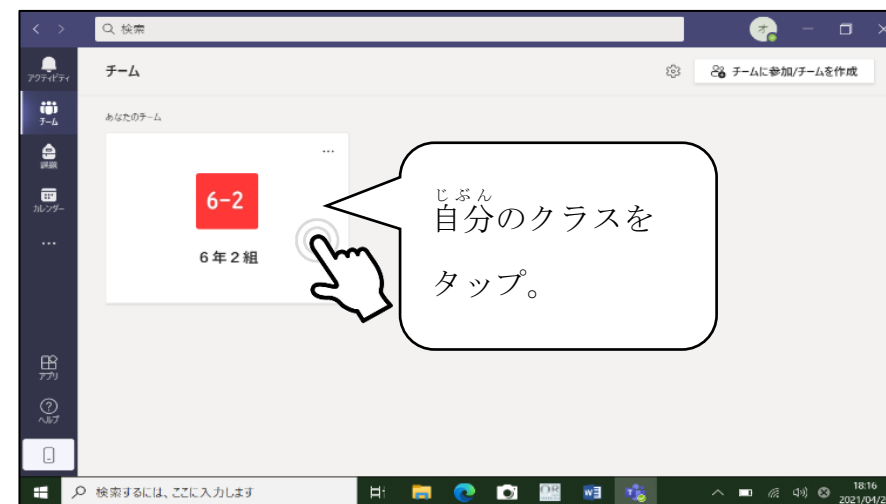 検索
オ
アクティビティ
チーム
チームに参加/チームを作成
チーム
あなたのチーム
課題
6-2
カレンダー
6年2組
じぶん
自分のクラスを
タップ。
アプリ
ヘルプ
検索するには、ここに入力します
18:16